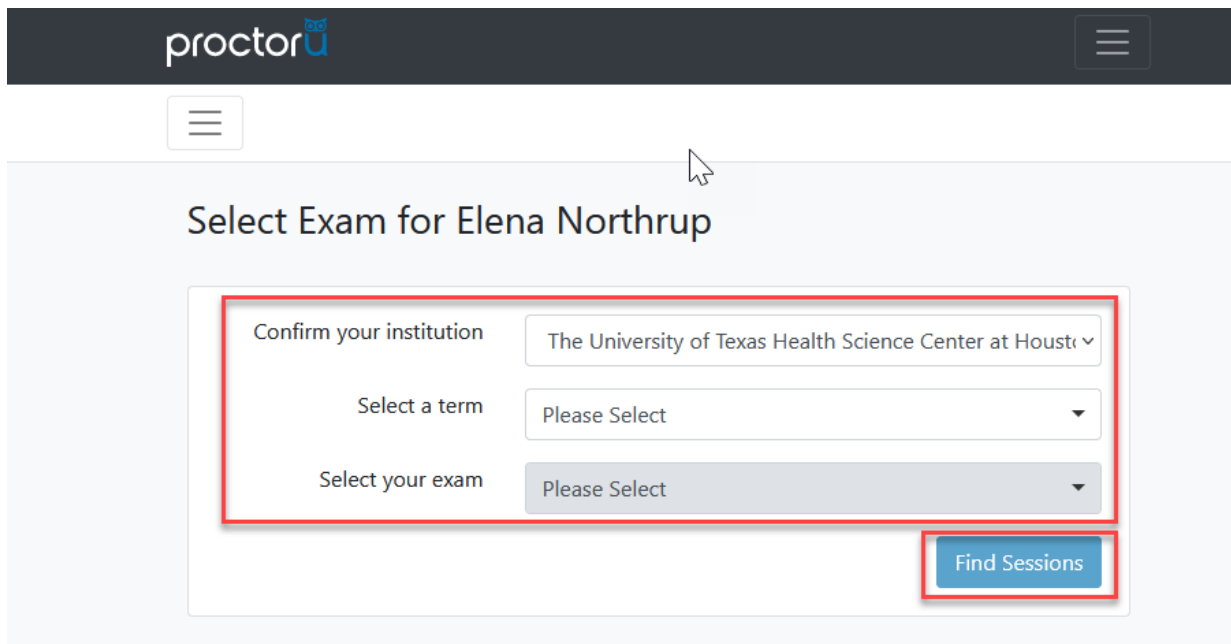 proctoru
Select Exam for Elena Northrup
Confirm your institution
The University of Texas Health Science Center at Housto
Select a term
Please Select
Select your exam
Please Select
Find Sessions